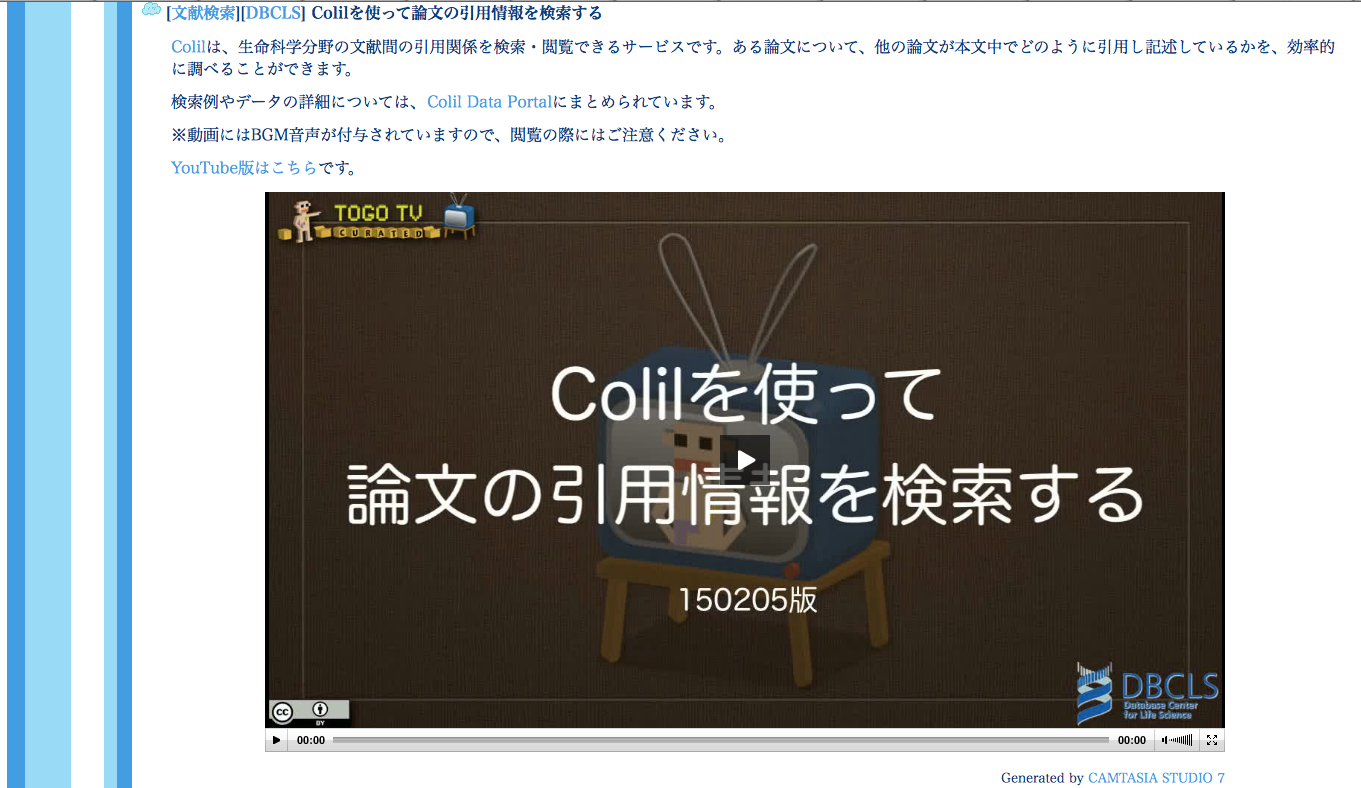 [文献検索][DBCLS] Colilを使って論文の引用情報を検索する
Colilは、生命科学分野の文献間の引用関係を検索・閲覧できるサービスです。ある論文について、他の論文が本文中でどのように引用し記述しているかを、効率的
に調べることができます。
検索例やデータの詳細については、Colil Data Portalにまとめられています。
※動画にはBGM音声が付与されていますので、閲覧の際にはご注意ください。
YouTube版はこちらです。
TOGO TV
CURATED
Colilを使って
論文の引用情報を検索する
150205版
DBCLS
Database Center
for Life Science
cc
BY
00:00 00:00
Generated by CAMTASIA STUDIO 7